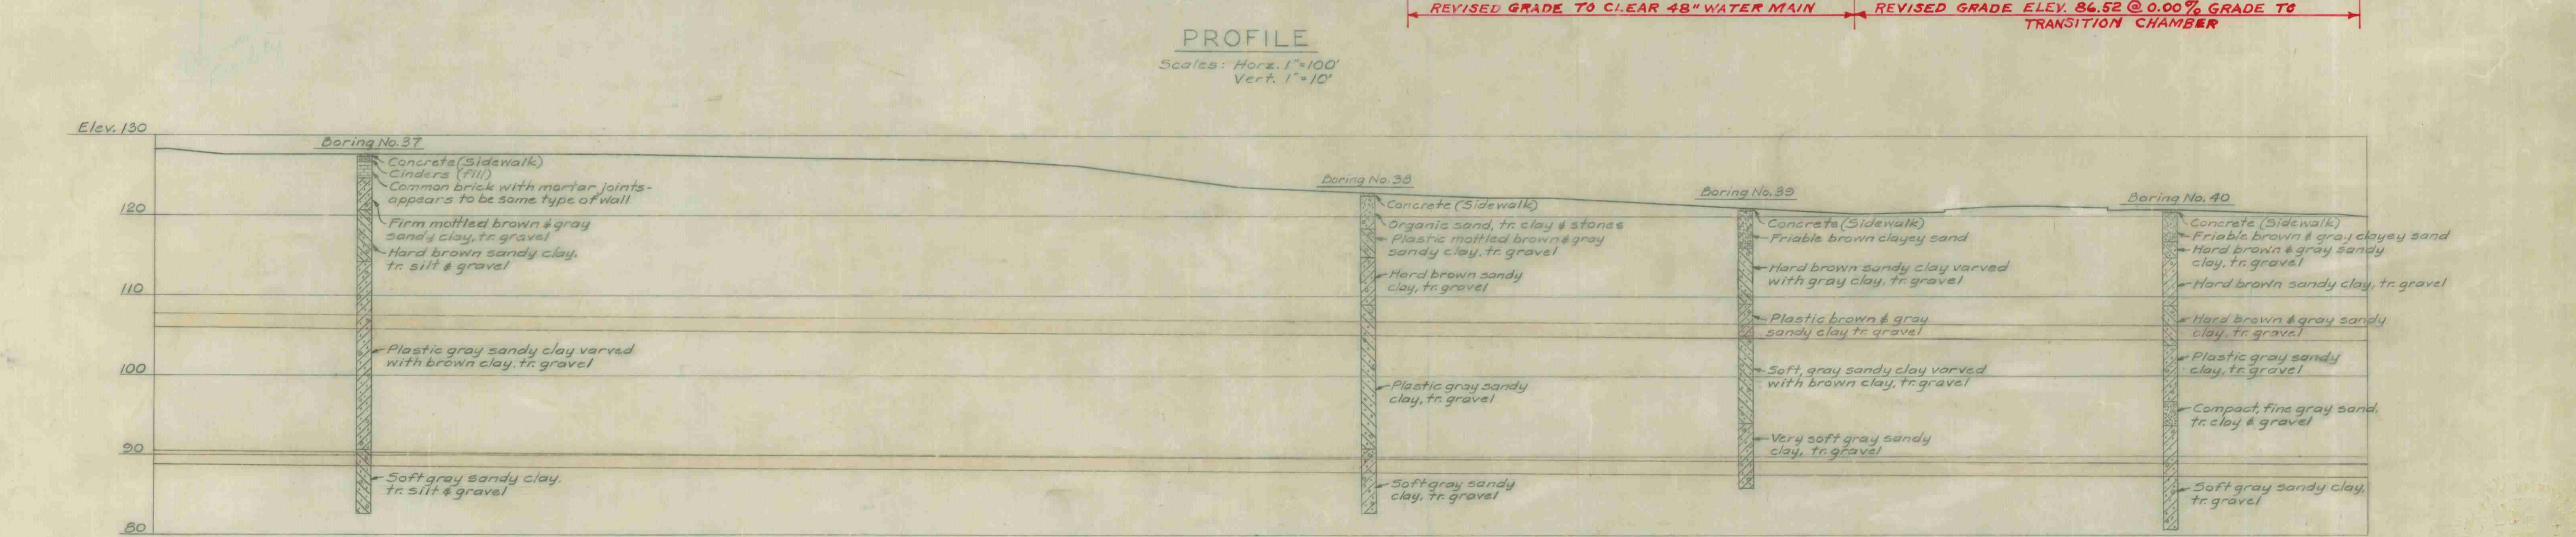 REVISED GRADE TO CLEAR 48" WATER MAIN
REVISED GRADE ELEV. 86.52 @ 0.00% GRADE TO
TRANSITION CHAMBER
PROFILE
Scales: Horz. 1"=100'
Vert. 1"=10'
Elev. 130
120
110
100
90
80
Boring No. 37
Concrete (Sidewalk)
Cinders (fill)
Common brick with mortar joints-
appears to be some type of wall
Firm mottled brown & gray
sandy clay, tr. gravel
Hard brown sandy clay,
tr. silt & gravel
Plastic gray sandy clay varved
with brown clay, tr. gravel
Soft gray sandy clay,
tr. silt & gravel
Boring No. 38
Concrete (Sidewalk)
Organic sand, tr. clay & stones
Plastic mottled brown & gray
sandy clay, tr. gravel
Hard brown sandy
clay, tr. gravel
Plastic gray sandy
clay, tr. gravel
Soft gray sandy
clay, tr. gravel
Boring No. 39
Concrete (Sidewalk)
Friable brown clayey sand
Hard brown sandy clay varved
with gray clay, tr. gravel
Plastic brown & gray
sandy clay tr. gravel
Soft, gray sandy clay varved
with brown clay, tr. gravel
Very soft gray sandy
clay, tr. gravel
Boring No. 40
Concrete (Sidewalk)
Friable brown & gray clayey sand
Hard brown & gray sandy
clay, tr. gravel
Hard brown sandy clay, tr. gravel
Hard brown & gray sandy
clay, tr. gravel
Plastic gray sandy
clay, tr. gravel
Compact, fine gray sand,
tr. clay & gravel
Soft gray sandy clay,
tr. gravel